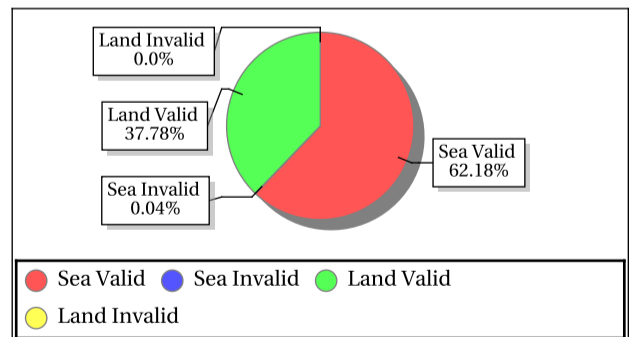 Land Invalid
0.0%
Land Valid
37.78%
Sea Valid
62.18%
Sea Invalid
0.04%
Sea Valid Sea Invalid Land Valid
Land Invalid